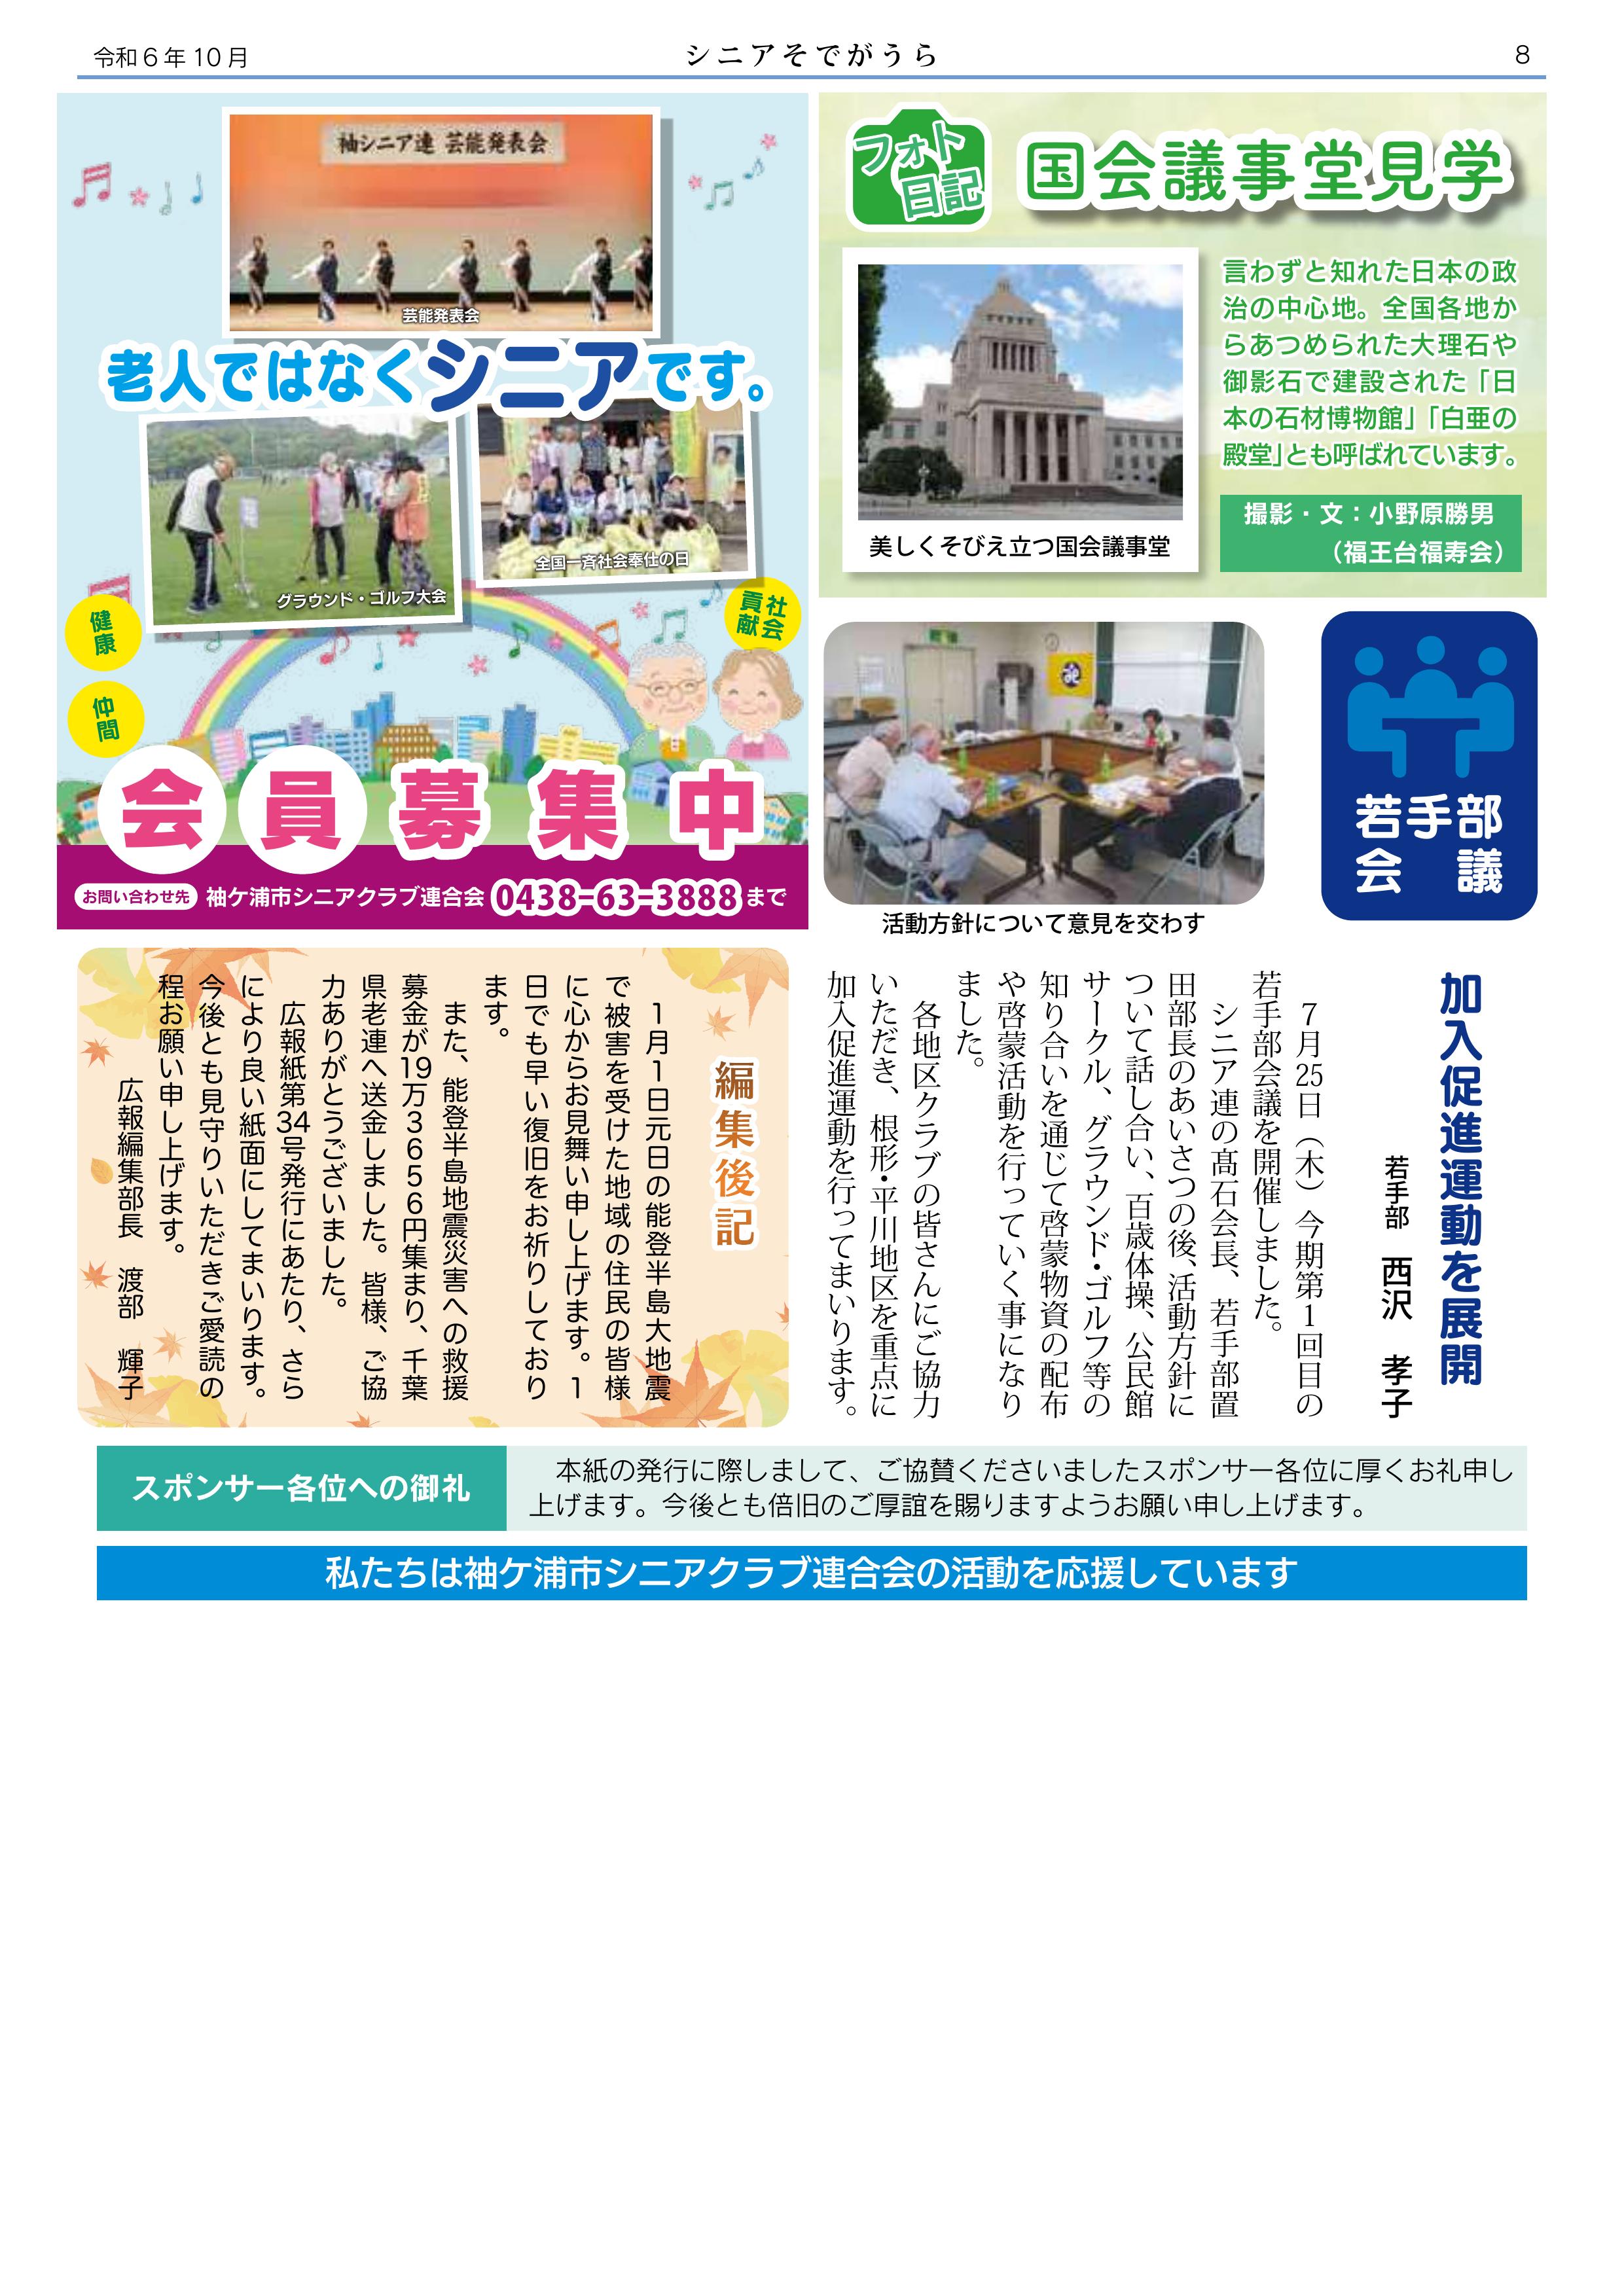 令和6年10月
シニアそでがうら
8
フォト
日記
国会議事堂見学
言わずと知れた日本の政
治の中心地。全国各地か
らあつめられた大理石や
御影石で建設された「日
本の石材博物館」「白亜の
殿堂」とも呼ばれています。
撮影・文：小野原勝男
（福王台福寿会）
美しくそびえ立つ国会議事堂
袖シニア連 芸能発表会
芸能発表会
老人ではなくシニアです。
グラウンド・ゴルフ大会
全国一斉社会奉仕の日
健康
仲間
社会
貢献
会員募集中
お問い合わせ先 袖ケ浦市シニアクラブ連合会 0438-63-3888まで
若手部
会議
活動方針について意見を交わす
加入促進運動を展開
若手部 西沢 孝子
７月25日（木）今期第１回目の
若手部会議を開催しました。
シニア連の髙石会長、若手部置
田部長のあいさつの後、活動方針に
ついて話し合い、百歳体操、公民館
サークル、グラウンド・ゴルフ等の
知り合いを通じて啓蒙物資の配布
や啓蒙活動を行っていく事になり
ました。
各地区クラブの皆さんにご協力
いただき、根形・平川地区を重点に
加入促進運動を行ってまいります。
編集後記
１月１日元日の能登半島大地震
で被害を受けた地域の住民の皆様
に心からお見舞い申し上げます。１
日でも早い復旧をお祈りしており
ます。
また、能登半島地震災害への救援
募金が19万３６５６円集まり、千葉
県老連へ送金しました。皆様、ご協
力ありがとうございました。
広報紙第34号発行にあたり、さら
により良い紙面にしてまいります。
今後とも見守りいただきご愛読の
程お願い申し上げます。
広報編集部長 渡部 輝子
スポンサー各位への御礼
本紙の発行に際しまして、ご協賛くださいましたスポンサー各位に厚くお礼申し
上げます。今後とも倍旧のご厚誼を賜りますようお願い申し上げます。
私たちは袖ケ浦市シニアクラブ連合会の活動を応援しています